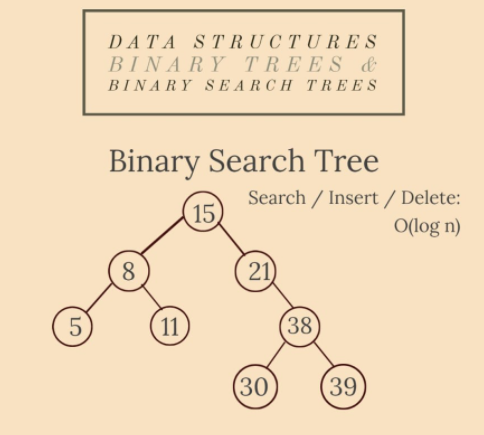 DATA STRUCTURES
BINARY TREES &
BINARY SEARCH TREES
Binary Search Tree
Search / Insert / Delete:
O(log n)
15
8
21
5
11
38
30
39